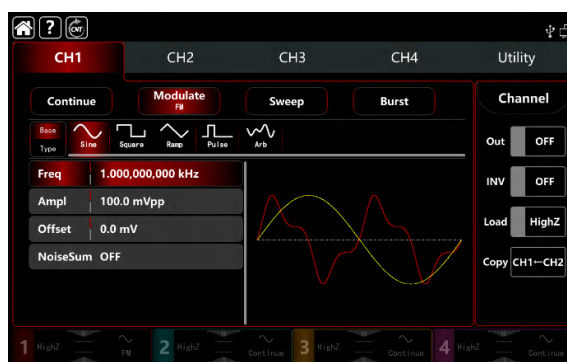 ?
CH1 CH2 CH3 CH4 Utility
Continue Modulate FM Sweep Burst Channel
Base Type Sine Square Ramp Pulse Arb
Out OFF
Freq 1.000,000,000 kHz
INV OFF
Ampl 100.0 mVpp
Offset 0.0 mV
Load HighZ
NoiseSum OFF
Copy CH1←CH2
1 HighZ FM 2 HighZ Continue 3 HighZ Continue 4 HighZ Continue